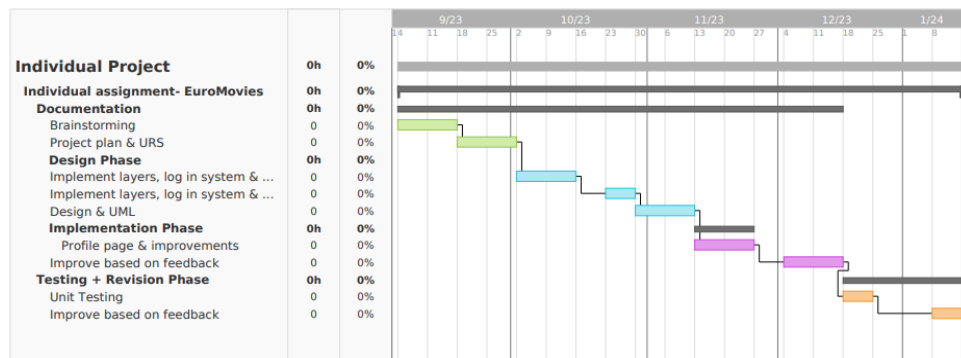 9/23 10/23 11/23 12/23 1/24
14 11 18 25 2 9 16 23 30 6 13 20 27 4 11 18 25 1 8
Individual Project 0h 0%
Individual assignment- EuroMovies 0h 0%
Documentation 0h 0%
Brainstorming 0 0%
Project plan & URS 0 0%
Design Phase 0h 0%
Implement layers, log in system & ... 0 0%
Implement layers, log in system & ... 0 0%
Design & UML 0 0%
Implementation Phase 0h 0%
Profile page & improvements 0 0%
Improve based on feedback 0 0%
Testing + Revision Phase 0h 0%
Unit Testing 0 0%
Improve based on feedback 0 0%